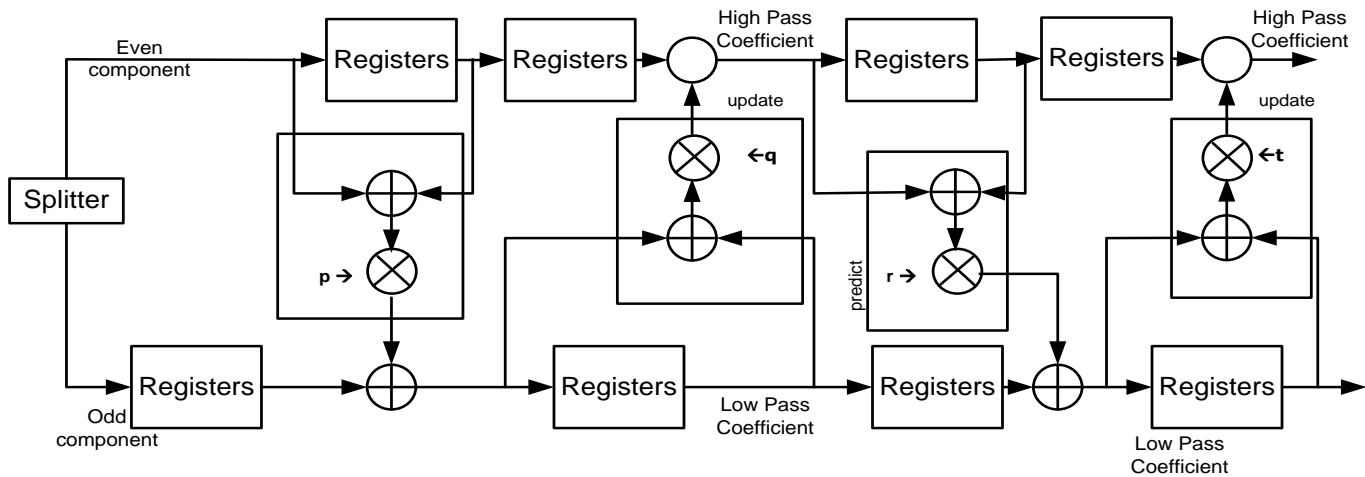 High Pass
Coefficient
High Pass
Coefficient
Even
component
Registers
Registers
Registers
Registers
update
update
←q
←t
Splitter
p →
predict
r →
Registers
Registers
Registers
Registers
Odd
component
Low Pass
Coefficient
Low Pass
Coefficient